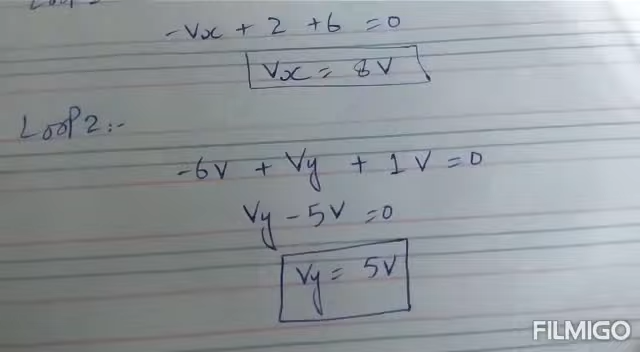 -Vx + 2 + 6 = 0
Vx = 8V
Loop 2:-
-6V + Vy + 1V = 0
Vy - 5V = 0
Vy = 5V
FILMIGO